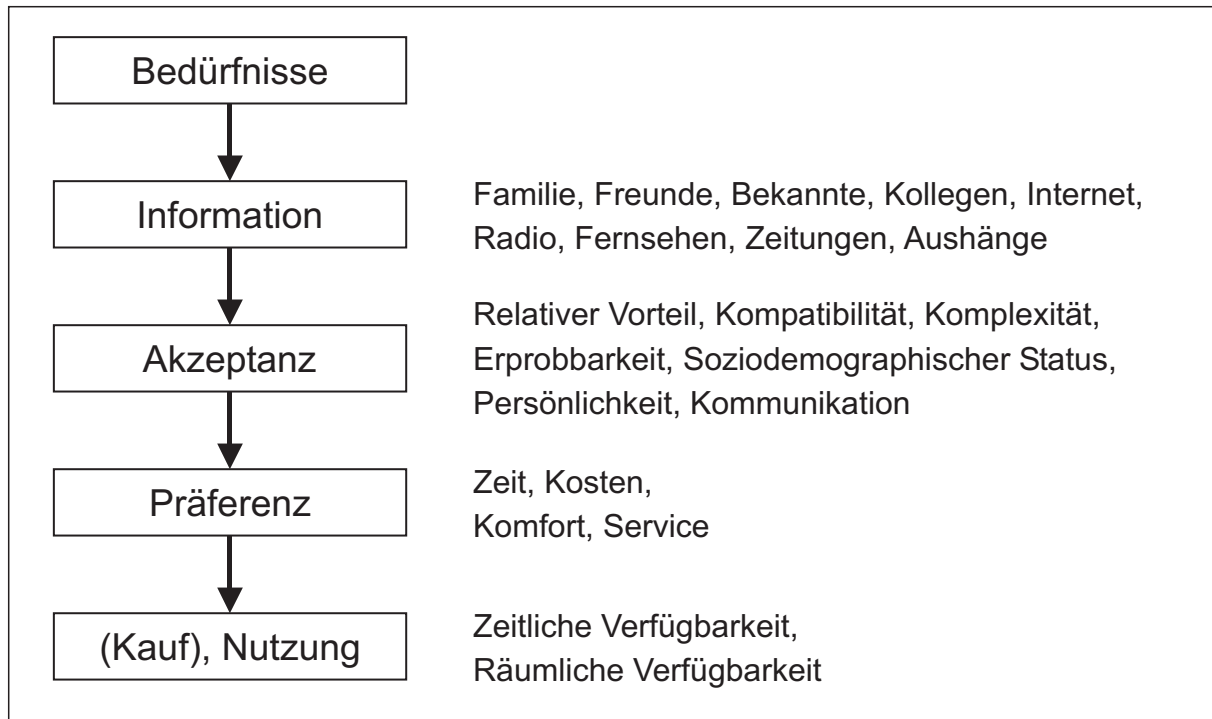 Bedürfnisse
Information
Familie, Freunde, Bekannte, Kollegen, Internet,
Radio, Fernsehen, Zeitungen, Aushänge
Akzeptanz
Relativer Vorteil, Kompatibilität, Komplexität,
Erprobbarkeit, Soziodemographischer Status,
Persönlichkeit, Kommunikation
Präferenz
Zeit, Kosten,
Komfort, Service
(Kauf), Nutzung
Zeitliche Verfügbarkeit,
Räumliche Verfügbarkeit